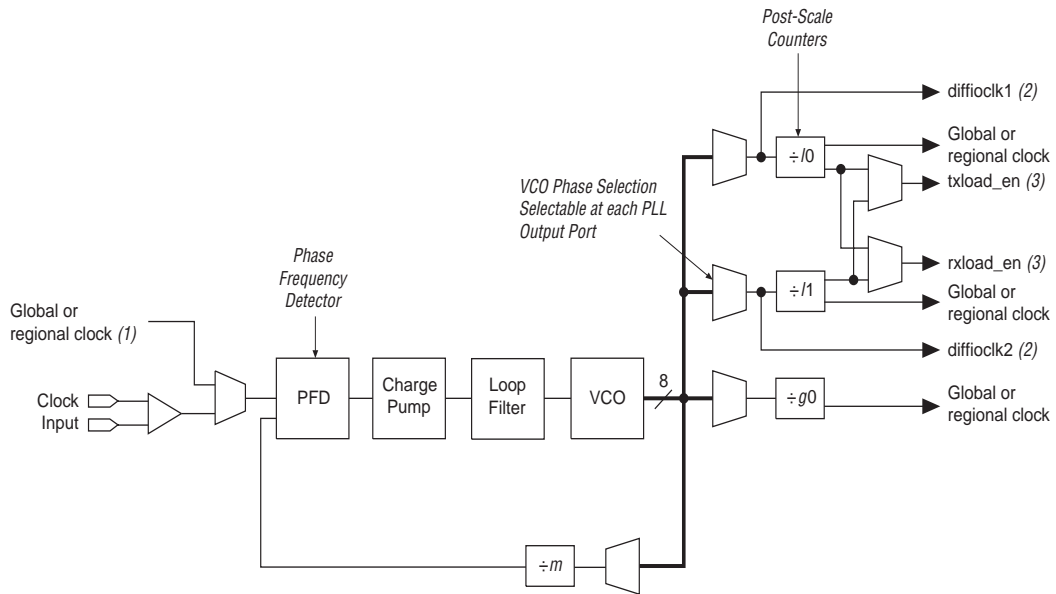 Post-Scale
Counters
diffioclk1 (2)
Global or
regional clock
÷l0
txload_en (3)
VCO Phase Selection
Selectable at each PLL
Output Port
rxload_en (3)
÷l1
Global or
regional clock
Phase
Frequency
Detector
Global or
regional clock (1)
diffioclk2 (2)
8
PFD
Charge
Pump
Loop
Filter
VCO
÷g0
Global or
regional clock
Clock
Input
÷m